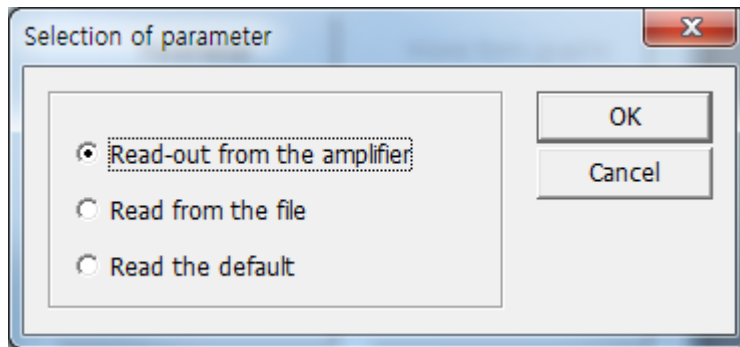 Selection of parameter
OK
Read-out from the amplifier
Cancel
Read from the file
Read the default